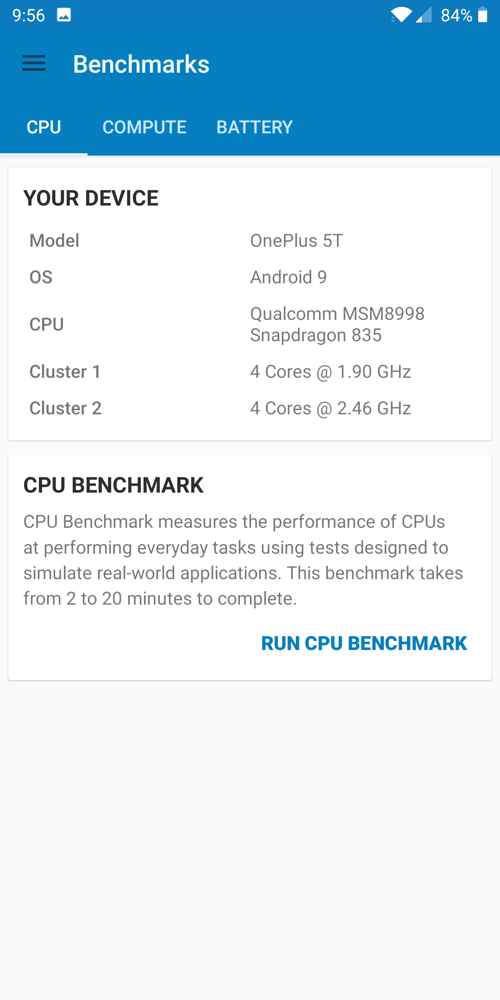 9:56 84%
Benchmarks
CPU COMPUTE BATTERY
YOUR DEVICE
Model OnePlus 5T
OS Android 9
CPU Qualcomm MSM8998
Snapdragon 835
Cluster 1 4 Cores @ 1.90 GHz
Cluster 2 4 Cores @ 2.46 GHz
CPU BENCHMARK
CPU Benchmark measures the performance of CPUs
at performing everyday tasks using tests designed to
simulate real-world applications. This benchmark takes
from 2 to 20 minutes to complete.
RUN CPU BENCHMARK